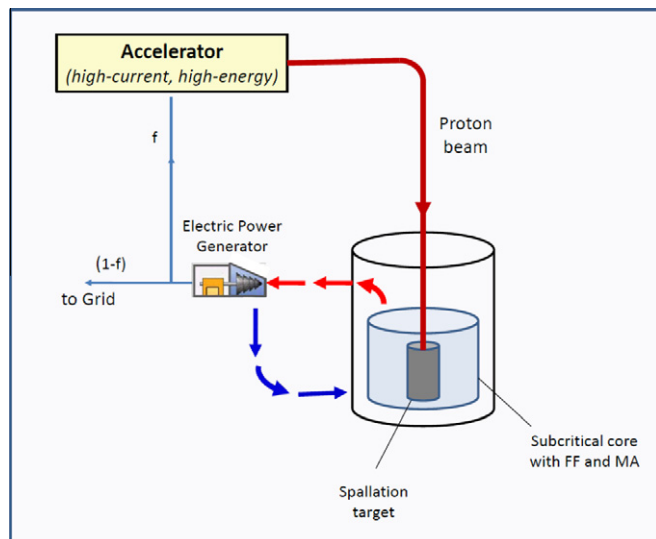 Accelerator
(high-current, high-energy)
f
Proton
beam
Electric Power
Generator
(1-f)
to Grid
Subcritical core
with FF and MA
Spallation
target